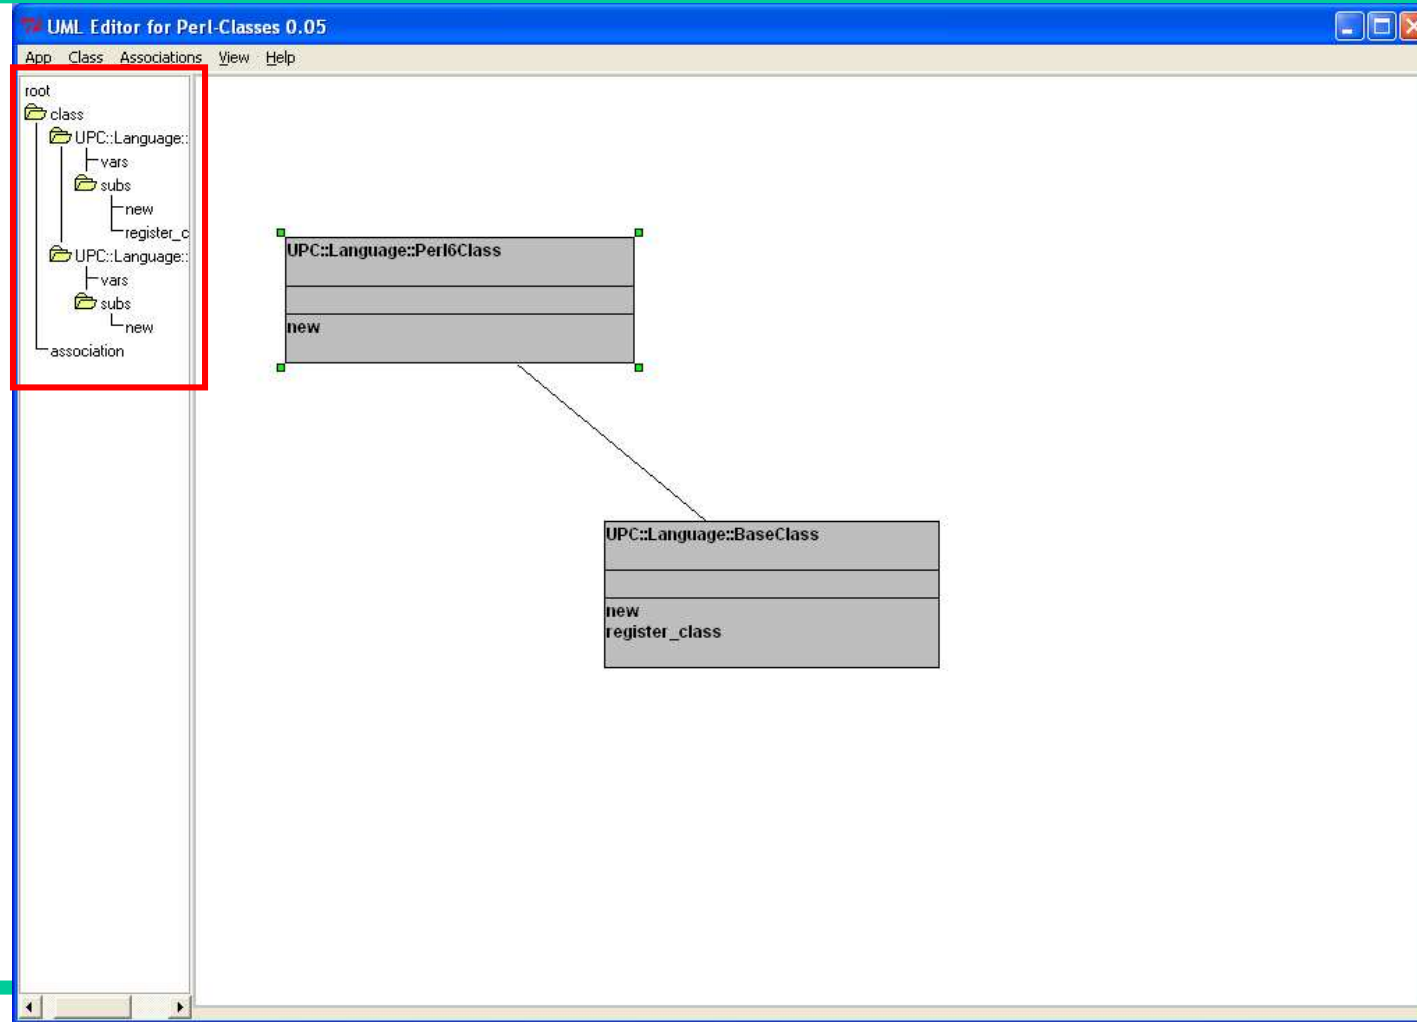 UML Editor for Perl-Classes 0.05
App Class Associations View Help
root
class
UPC::Language::
vars
subs
new
register_c
UPC::Language::
vars
subs
new
association
UPC::Language::Perl6Class
new
UPC::Language::BaseClass
new
register_class